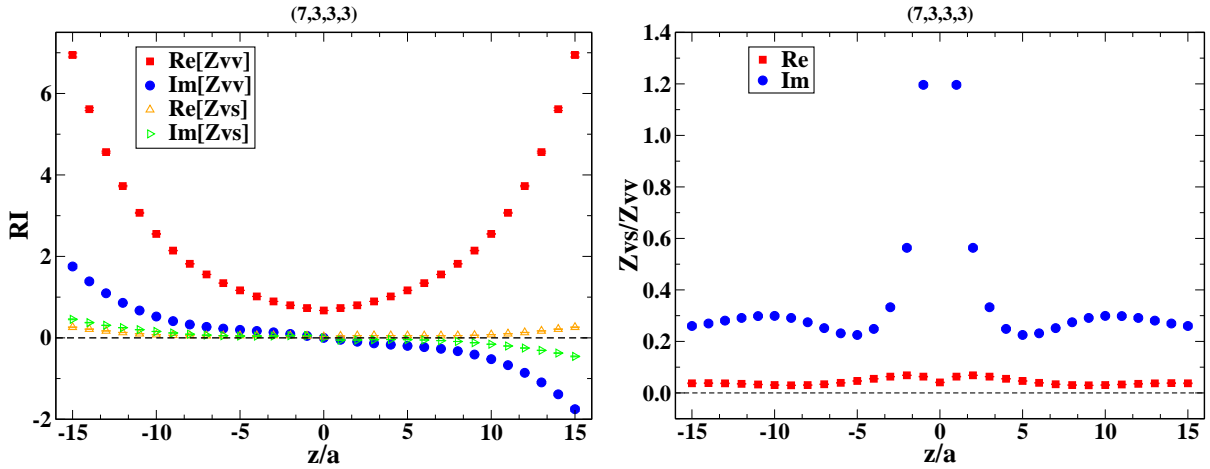 (7,3,3,3)
RI
6
4
2
0
-2
Re[Zvv]
Im[Zvv]
Re[Zvs]
Im[Zvs]
-15 -10 -5 0 5 10 15
z/a
(7,3,3,3)
Zvs/Zvv
1.4
1.2
1.0
0.8
0.6
0.4
0.2
0.0
Re
Im
-15 -10 -5 0 5 10 15
z/a